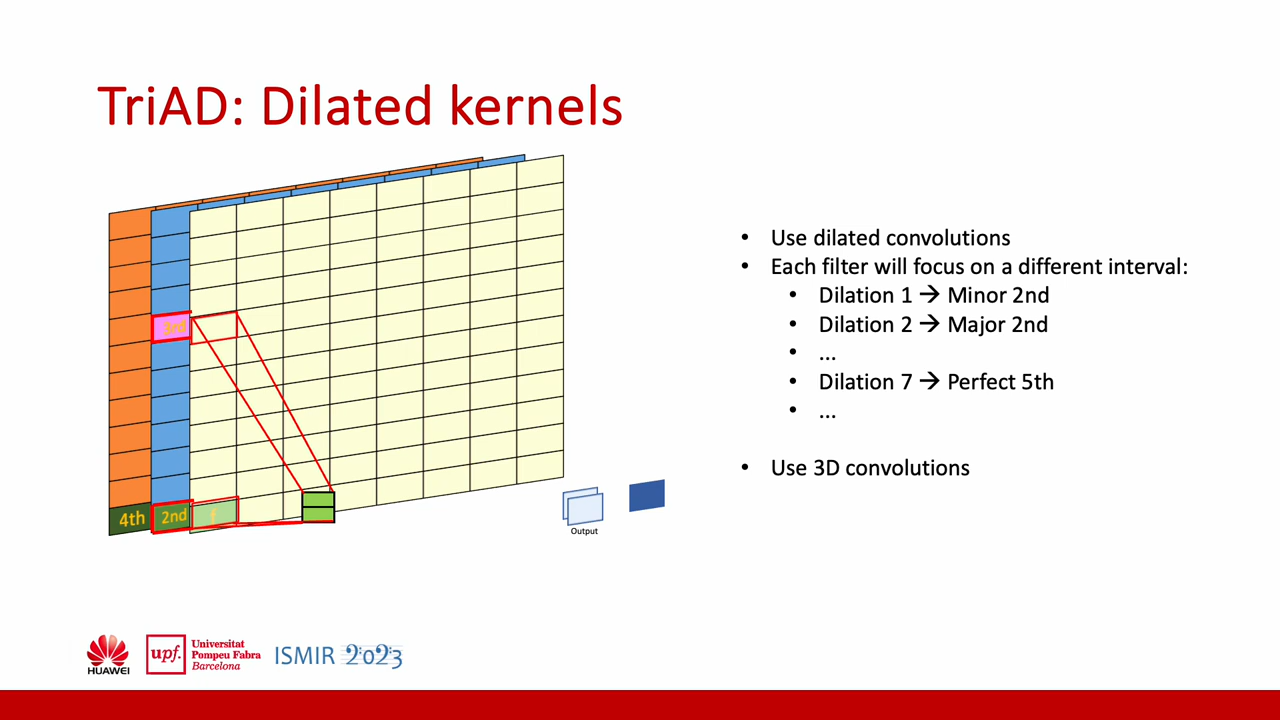 TriAD: Dilated kernels
3rd
4th
2nd
f
Output
• Use dilated convolutions
• Each filter will focus on a different interval:
• Dilation 1 → Minor 2nd
• Dilation 2 → Major 2nd
• ...
• Dilation 7 → Perfect 5th
• ...
• Use 3D convolutions
HUAWEI
upf.
Universitat
Pompeu Fabra
Barcelona
ISMIR 2023